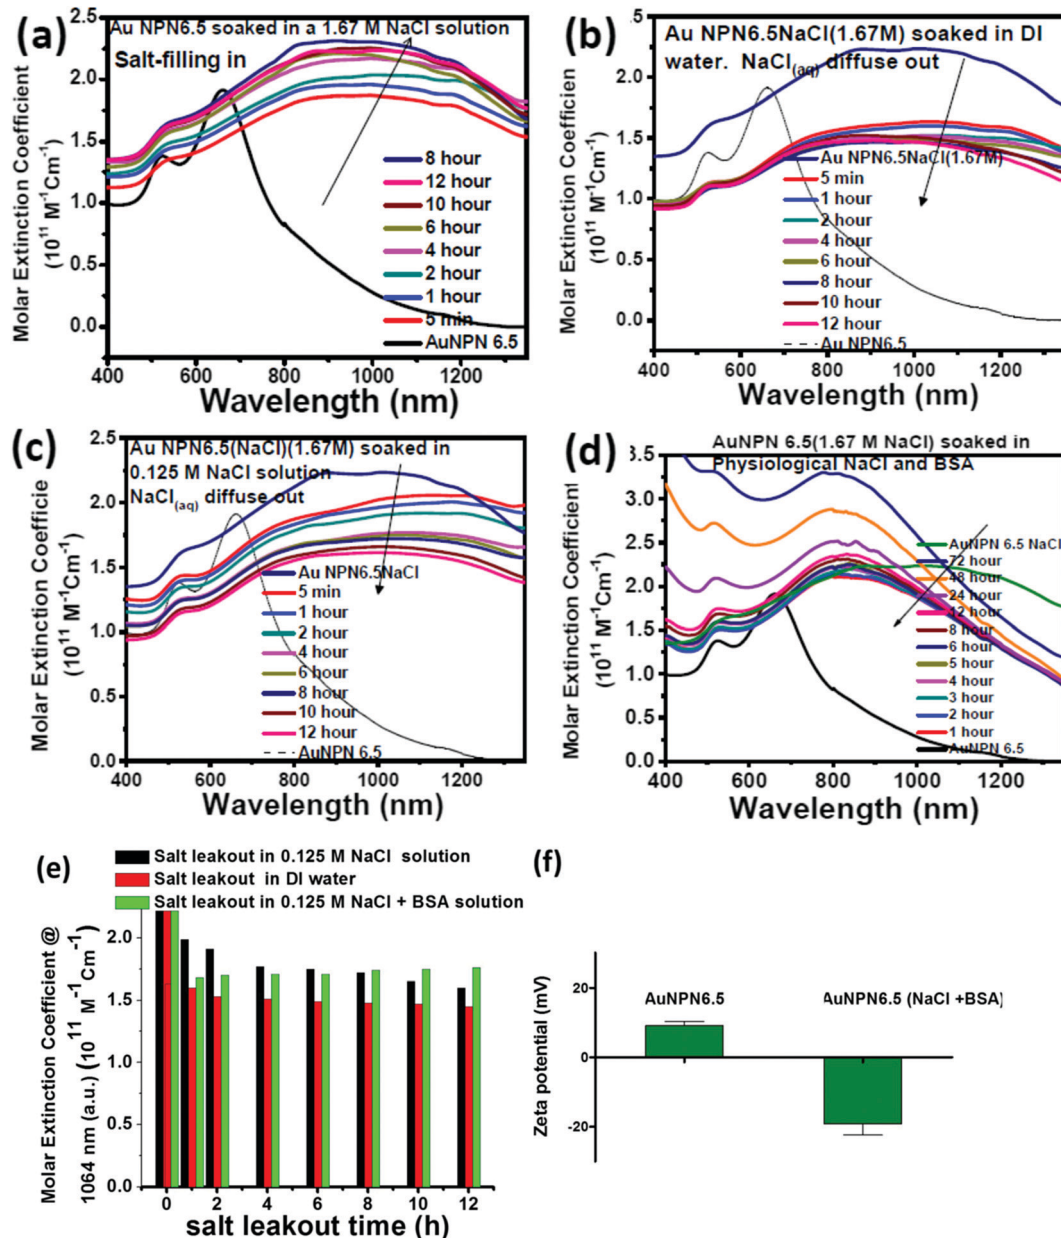 (a)
Au NPN6.5 soaked in a 1.67 M NaCl solution
Salt-filling in
Molar Extinction Coefficient
(10¹¹ M⁻¹Cm⁻¹)
2.5
2.0
1.5
1.0
0.5
0.0
8 hour
12 hour
10 hour
6 hour
4 hour
2 hour
1 hour
5 min
AuNPN 6.5
400 600 800 1000 1200
Wavelength (nm)
(b)
Au NPN6.5NaCl(1.67M) soaked in DI
water. NaCl(aq) diffuse out
Molar Extinction Coefficient
(10¹¹ M⁻¹Cm⁻¹)
2.5
2.0
1.5
1.0
0.5
0.0
Au NPN6.5NaCl(1.67M)
5 min
1 hour
2 hour
4 hour
6 hour
8 hour
10 hour
12 hour
Au NPN6.5
400 600 800 1000 1200
Wavelength (nm)
(c)
Au NPN6.5(NaCl)(1.67M) soaked in
0.125 M NaCl solution
NaCl(aq) diffuse out
Molar Extinction Coefficie
(10¹¹ M⁻¹Cm⁻¹)
2.5
2.0
1.5
1.0
0.5
0.0
Au NPN6.5NaCl
5 min
1 hour
2 hour
4 hour
6 hour
8 hour
10 hour
12 hour
AuNPN 6.5
400 600 800 1000 1200
Wavelength (nm)
(d)
AuNPN 6.5(1.67 M NaCl) soaked in
Physiological NaCl and BSA
Molar Extinction Coefficient
(10¹¹ M⁻¹Cm⁻¹)
3.5
3.0
2.5
2.0
1.5
1.0
0.5
0.0
AuNPN 6.5 NaCl
72 hour
48 hour
24 hour
12 hour
8 hour
6 hour
5 hour
4 hour
3 hour
2 hour
1 hour
AuNPN 6.5
400 600 800 1000 1200
Wavelength (nm)
(e)
Salt leakout in 0.125 M NaCl solution
Salt leakout in DI water
Salt leakout in 0.125 M NaCl + BSA solution
Molar Extinction Coefficient @
1064 nm (a.u.) (10¹¹ M⁻¹Cm⁻¹)
2.0
1.5
1.0
0.5
0.0
0 2 4 6 8 10 12
salt leakout time (h)
(f)
Zeta potential (mV)
20
0
-20
AuNPN6.5
AuNPN6.5 (NaCl +BSA)